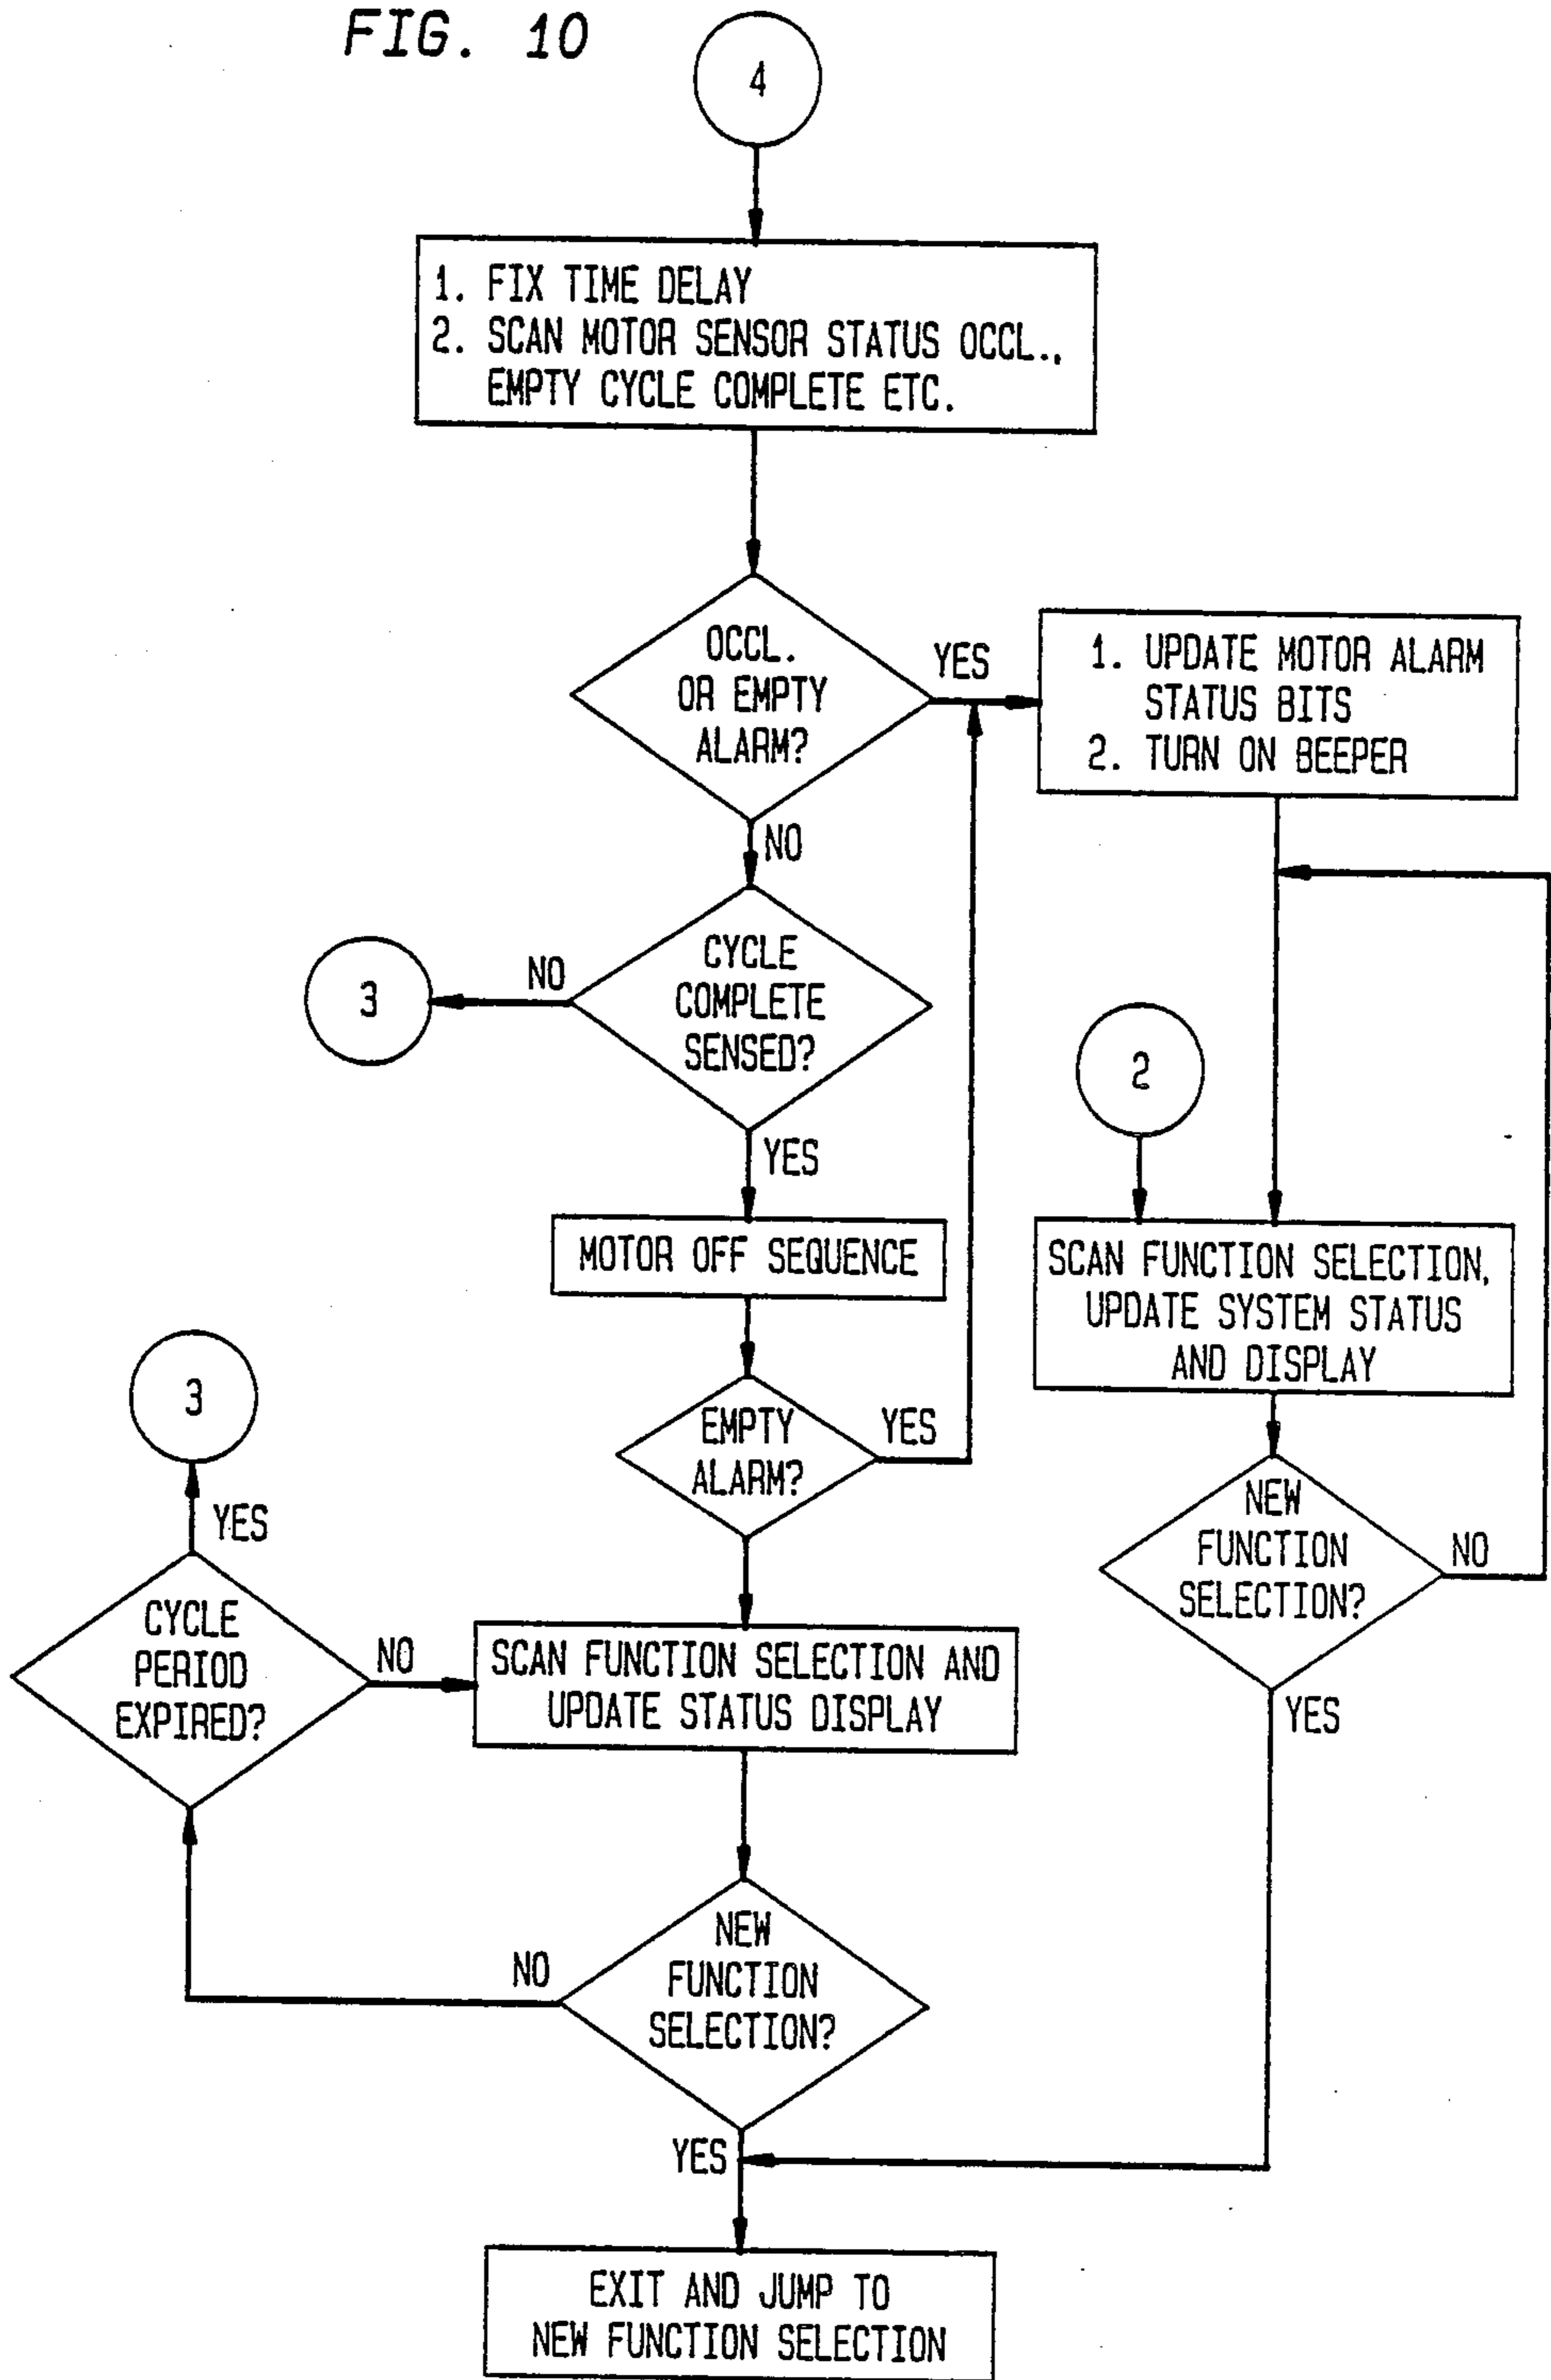 FIG. 10
4
1. FIX TIME DELAY
2. SCAN MOTOR SENSOR STATUS OCCL.,
EMPTY CYCLE COMPLETE ETC.
OCCL.
OR EMPTY
ALARM?
YES
1. UPDATE MOTOR ALARM
STATUS BITS
2. TURN ON BEEPER
NO
CYCLE
COMPLETE
SENSED?
NO
3
YES
2
MOTOR OFF SEQUENCE
SCAN FUNCTION SELECTION,
UPDATE SYSTEM STATUS
AND DISPLAY
3
EMPTY
ALARM?
YES
NEW
FUNCTION
SELECTION?
NO
YES
YES
CYCLE
PERIOD
EXPIRED?
NO
SCAN FUNCTION SELECTION AND
UPDATE STATUS DISPLAY
NEW
FUNCTION
SELECTION?
NO
YES
EXIT AND JUMP TO
NEW FUNCTION SELECTION